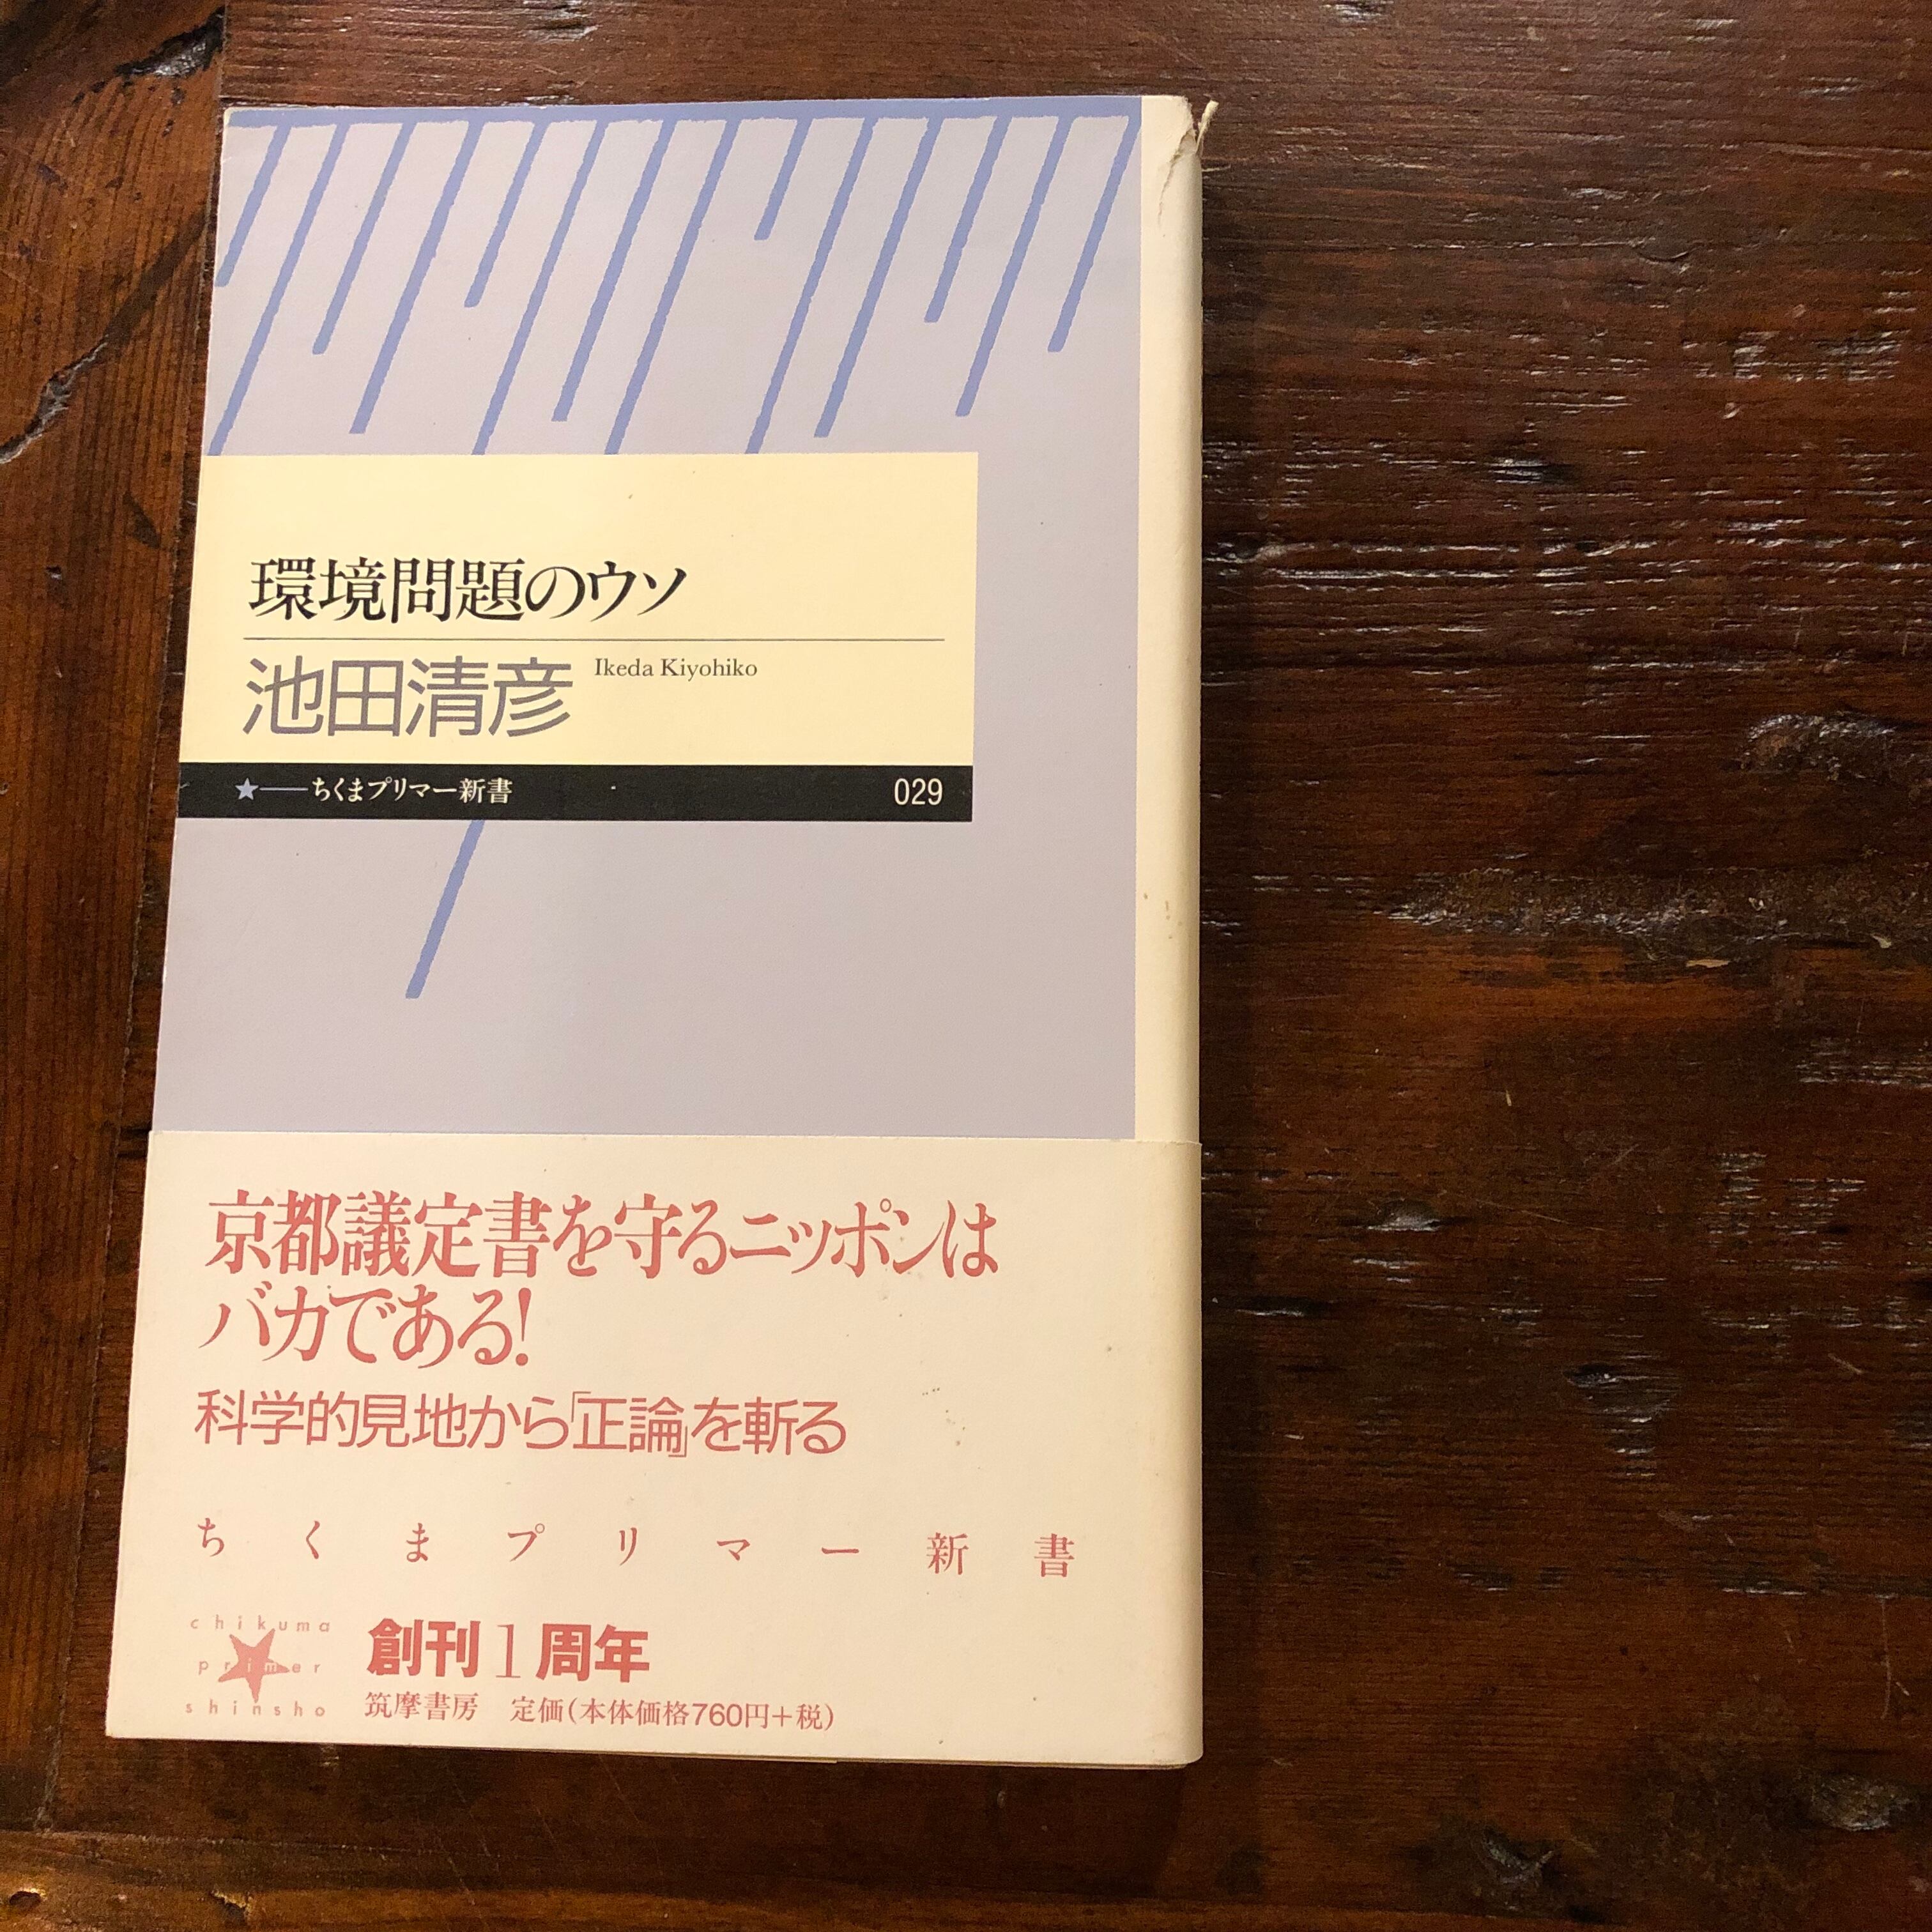 環境問題のウソ
池田清彦 Ikeda Kiyohiko
★──ちくまプリマー新書 029
京都議定書を守るニッポンは
バカである!
科学的見地から「正論」を斬る
ちくまプリマー新書
chikuma
primer
shinsho
創刊1周年
筑摩書房 定価(本体価格760円+税)